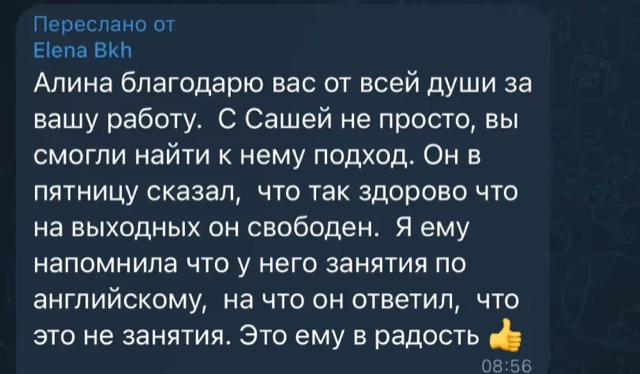 Переслано от
Elena Bkh
Алина благодарю вас от всей души за
вашу работу.  С Сашей не просто, вы
смогли найти к нему подход. Он в
пятницу сказал,  что так здорово что
на выходных он свободен.  Я ему
напомнила что у него занятия по
английскому,  на что он ответил,  что
это не занятия. Это ему в радость 👍
08:56